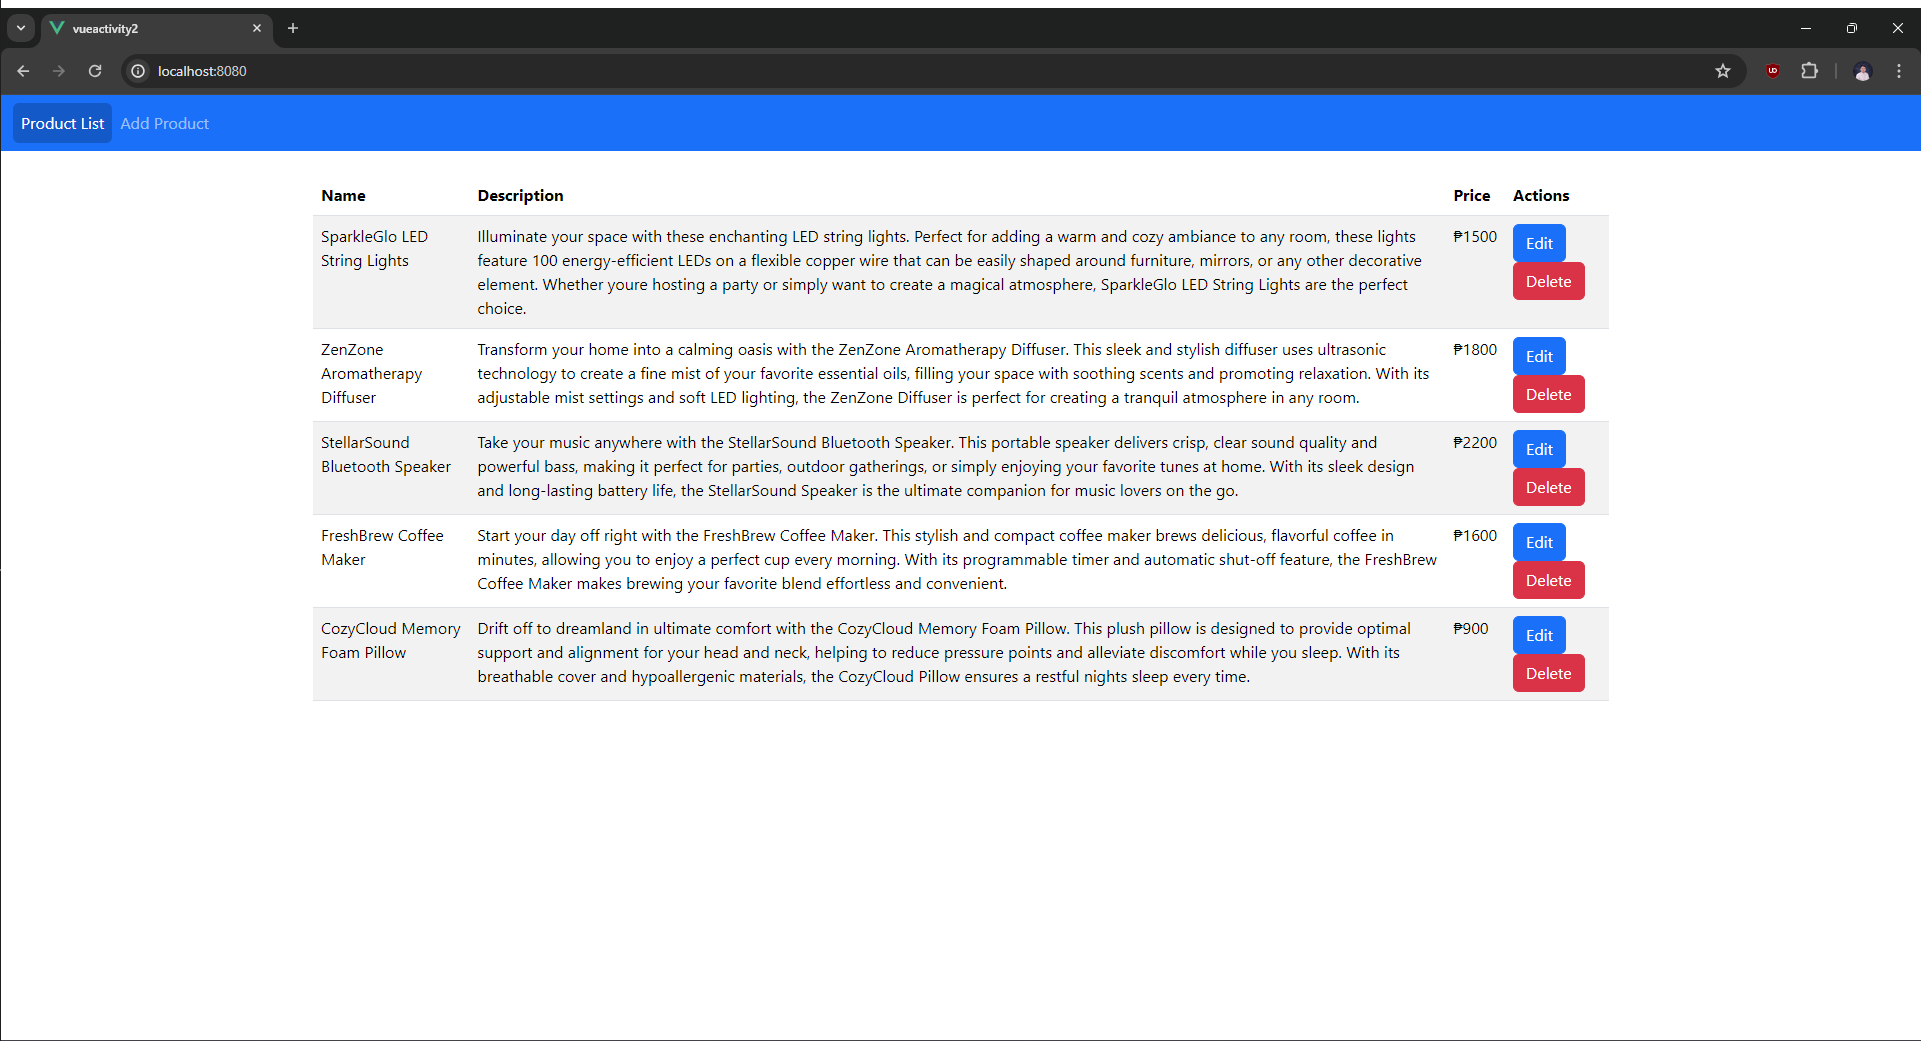 vueactivity2
localhost:8080
Product List Add Product
Name Description Price Actions
SparkleGlo LED
String Lights
Illuminate your space with these enchanting LED string lights. Perfect for adding a warm and cozy ambiance to any room, these lights
feature 100 energy-efficient LEDs on a flexible copper wire that can be easily shaped around furniture, mirrors, or any other decorative
element. Whether youre hosting a party or simply want to create a magical atmosphere, SparkleGlo LED String Lights are the perfect
choice.
₱1500
Edit
Delete
ZenZone
Aromatherapy
Diffuser
Transform your home into a calming oasis with the ZenZone Aromatherapy Diffuser. This sleek and stylish diffuser uses ultrasonic
technology to create a fine mist of your favorite essential oils, filling your space with soothing scents and promoting relaxation. With its
adjustable mist settings and soft LED lighting, the ZenZone Diffuser is perfect for creating a tranquil atmosphere in any room.
₱1800
Edit
Delete
StellarSound
Bluetooth Speaker
Take your music anywhere with the StellarSound Bluetooth Speaker. This portable speaker delivers crisp, clear sound quality and
powerful bass, making it perfect for parties, outdoor gatherings, or simply enjoying your favorite tunes at home. With its sleek design
and long-lasting battery life, the StellarSound Speaker is the ultimate companion for music lovers on the go.
₱2200
Edit
Delete
FreshBrew Coffee
Maker
Start your day off right with the FreshBrew Coffee Maker. This stylish and compact coffee maker brews delicious, flavorful coffee in
minutes, allowing you to enjoy a perfect cup every morning. With its programmable timer and automatic shut-off feature, the FreshBrew
Coffee Maker makes brewing your favorite blend effortless and convenient.
₱1600
Edit
Delete
CozyCloud Memory
Foam Pillow
Drift off to dreamland in ultimate comfort with the CozyCloud Memory Foam Pillow. This plush pillow is designed to provide optimal
support and alignment for your head and neck, helping to reduce pressure points and alleviate discomfort while you sleep. With its
breathable cover and hypoallergenic materials, the CozyCloud Pillow ensures a restful nights sleep every time.
₱900
Edit
Delete